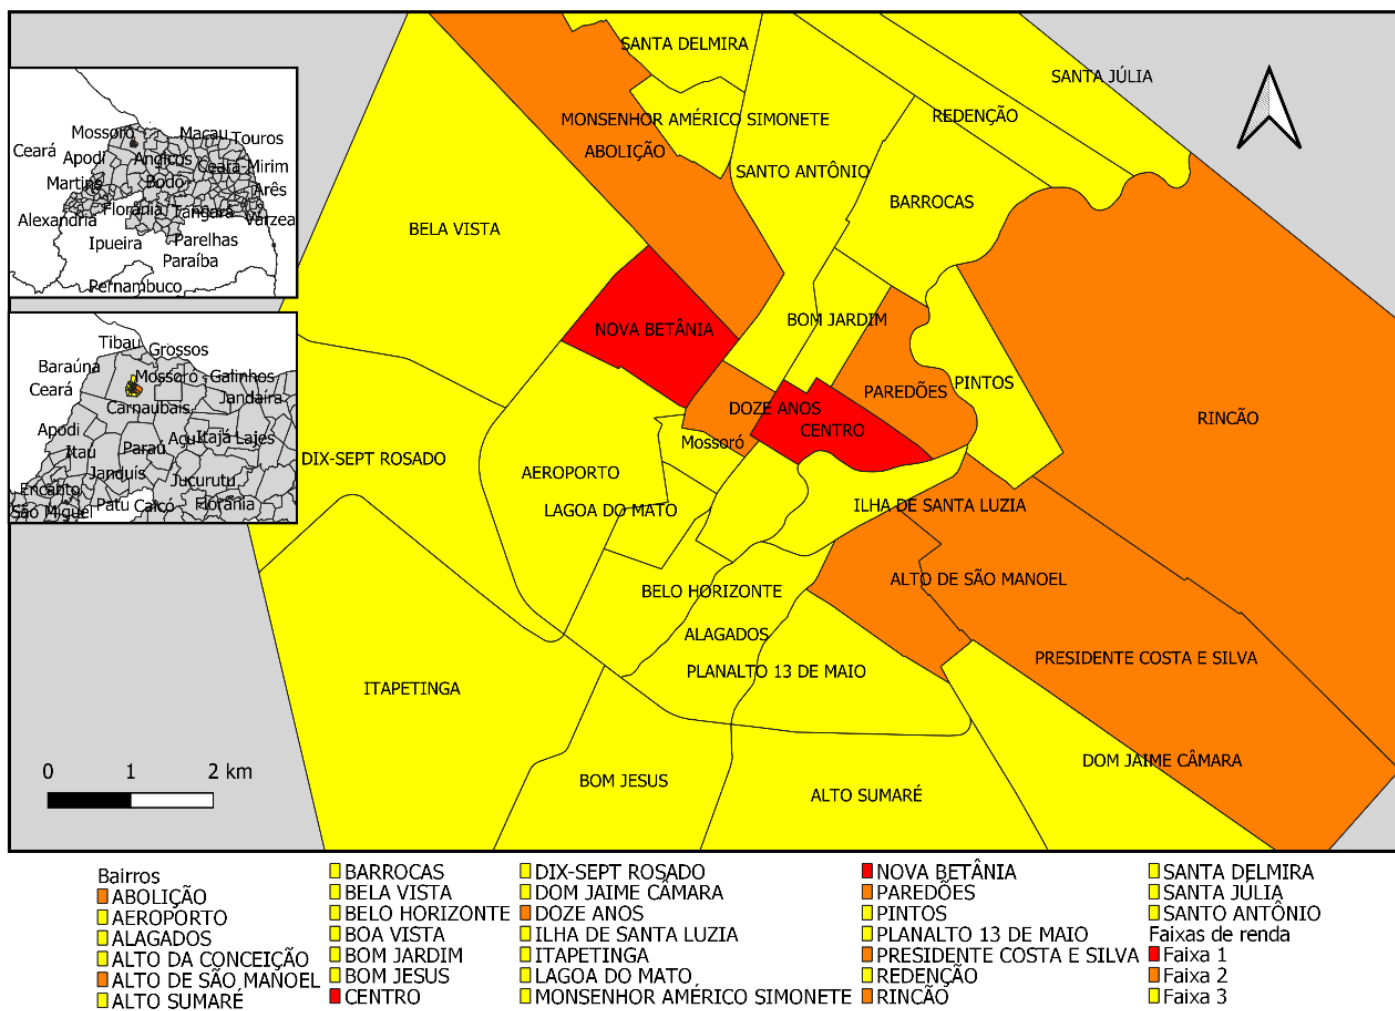 SANTA DELMIRA
SANTA JÚLIA
REDENÇÃO
MONSENHOR AMÉRICO SIMONETE
ABOLIÇÃO
SANTO ANTÔNIO
BARROCAS
BELA VISTA
NOVA BETÂNIA
BOM JARDIM
PAREDÕES
PINTOS
DOZE ANOS
CENTRO
RINCÃO
Mossoró
DIX-SEPT ROSADO
AEROPORTO
LAGOA DO MATO
ILHA DE SANTA LUZIA
ALTO DE SÃO MANOEL
BELO HORIZONTE
ALAGADOS
PLANALTO 13 DE MAIO
PRESIDENTE COSTA E SILVA
ITAPETINGA
DOM JAIME CÂMARA
BOM JESUS
ALTO SUMARÉ
Mossoró
Macau
Touros
Ceará
Apodi
Angicos
Ceará-Mirim
Martins
Bodó
Arês
Florânia
Tangará
Alexandria
Varzea
Ipueira
Parelhas
Paraíba
Pernambuco
Tibau
Grossos
Baraúna
Ceará
Mossoró
Galinhos
Jandaíra
Carnaubais
Apodi
Itaú
Paraú
Açu
Itajá
Lajes
Janduís
Jucurutu
Encanto
São Miguel
Patu
Caicó
Florânia
0 1 2 km
Bairros
ABOLIÇÃO
AEROPORTO
ALAGADOS
ALTO DA CONCEIÇÃO
ALTO DE SÃO MANOEL
ALTO SUMARÉ
BARROCAS
BELA VISTA
BELO HORIZONTE
BOA VISTA
BOM JARDIM
BOM JESUS
CENTRO
DIX-SEPT ROSADO
DOM JAIME CÂMARA
DOZE ANOS
ILHA DE SANTA LUZIA
ITAPETINGA
LAGOA DO MATO
MONSENHOR AMÉRICO SIMONETE
NOVA BETÂNIA
PAREDÕES
PINTOS
PLANALTO 13 DE MAIO
PRESIDENTE COSTA E SILVA
REDENÇÃO
RINCÃO
SANTA DELMIRA
SANTA JÚLIA
SANTO ANTÔNIO
Faixas de renda
Faixa 1
Faixa 2
Faixa 3